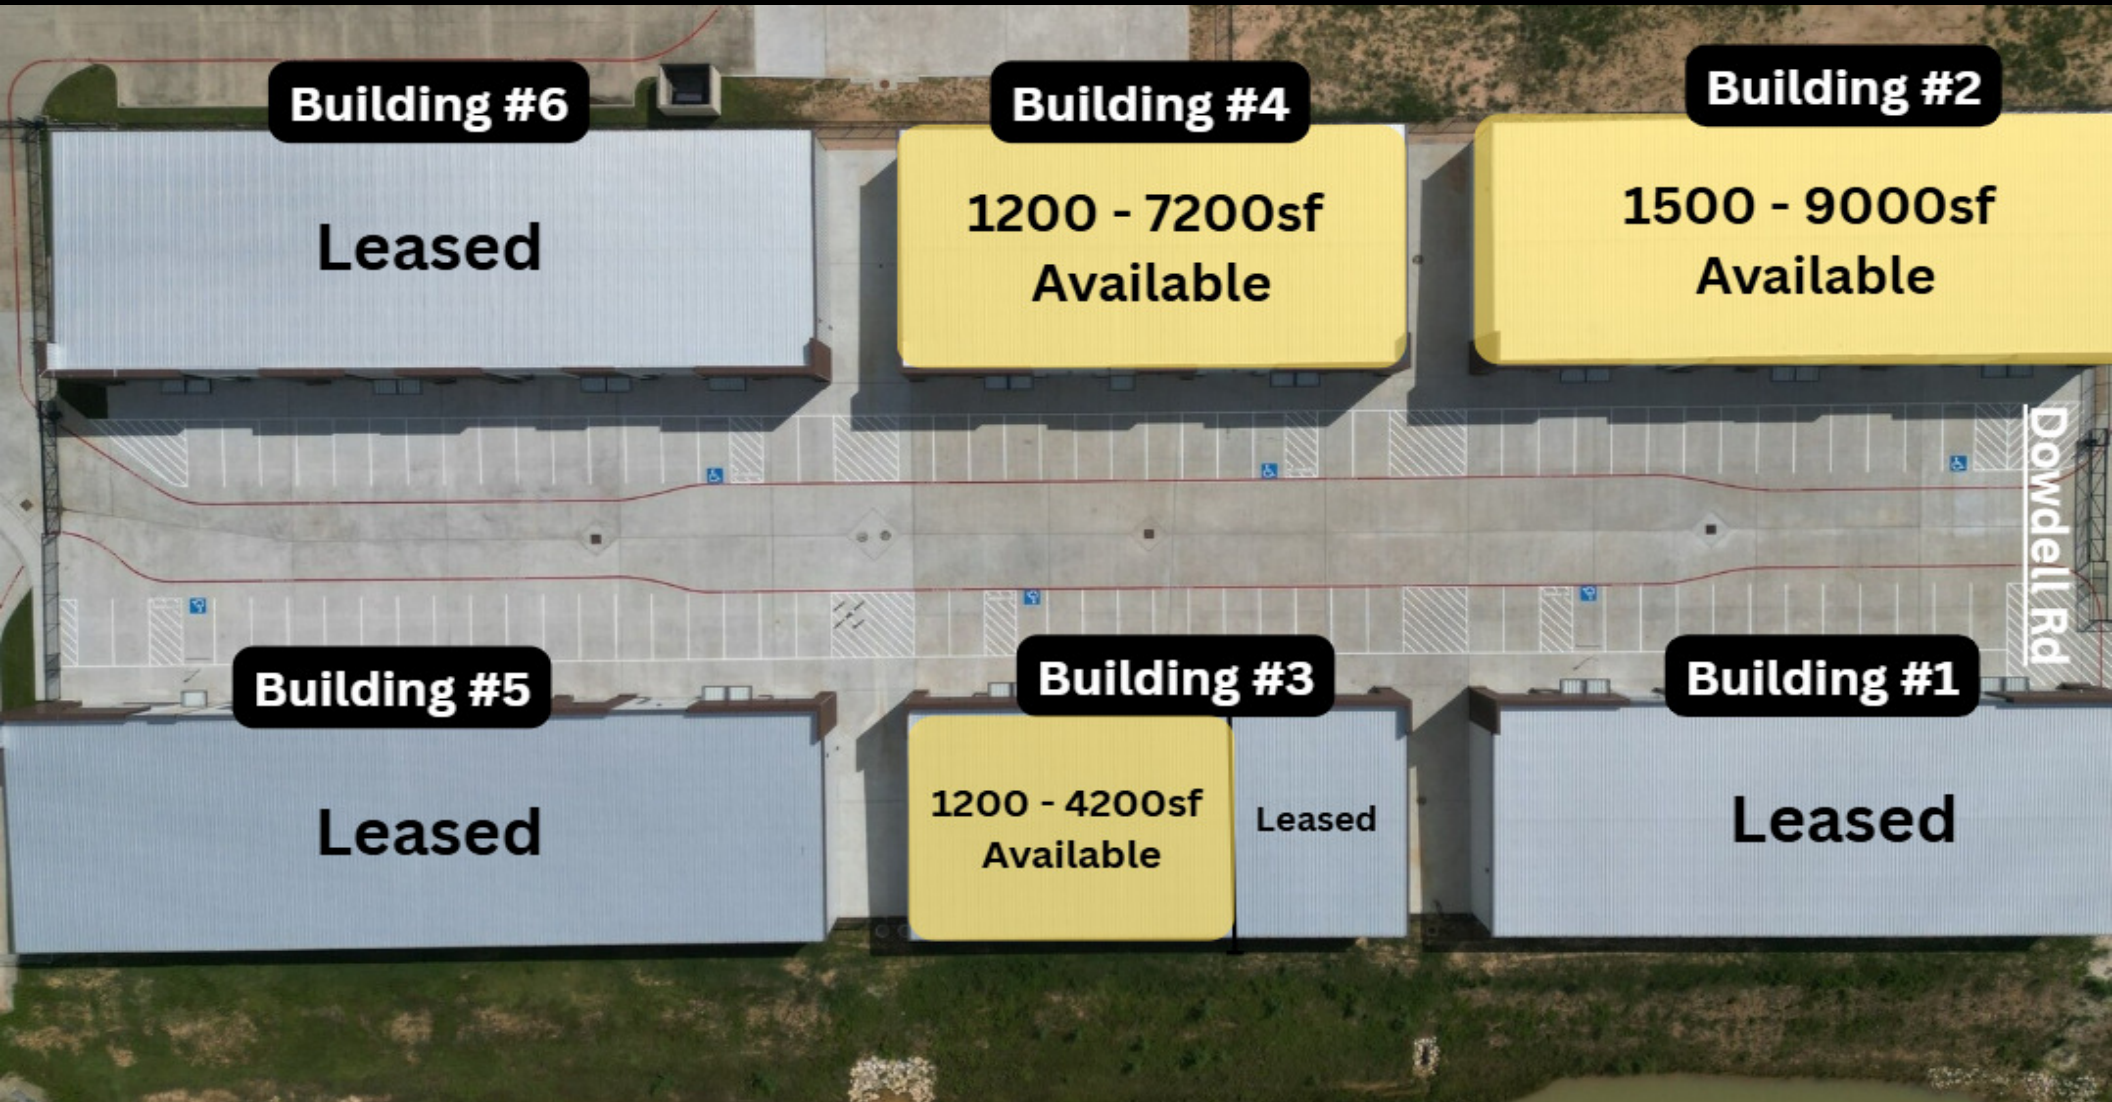 Building #6
Leased
Building #4
1200 - 7200sf
Available
Building #2
1500 - 9000sf
Available
Dowdell Rd
Building #5
Leased
Building #3
1200 - 4200sf
Available
Leased
Building #1
Leased